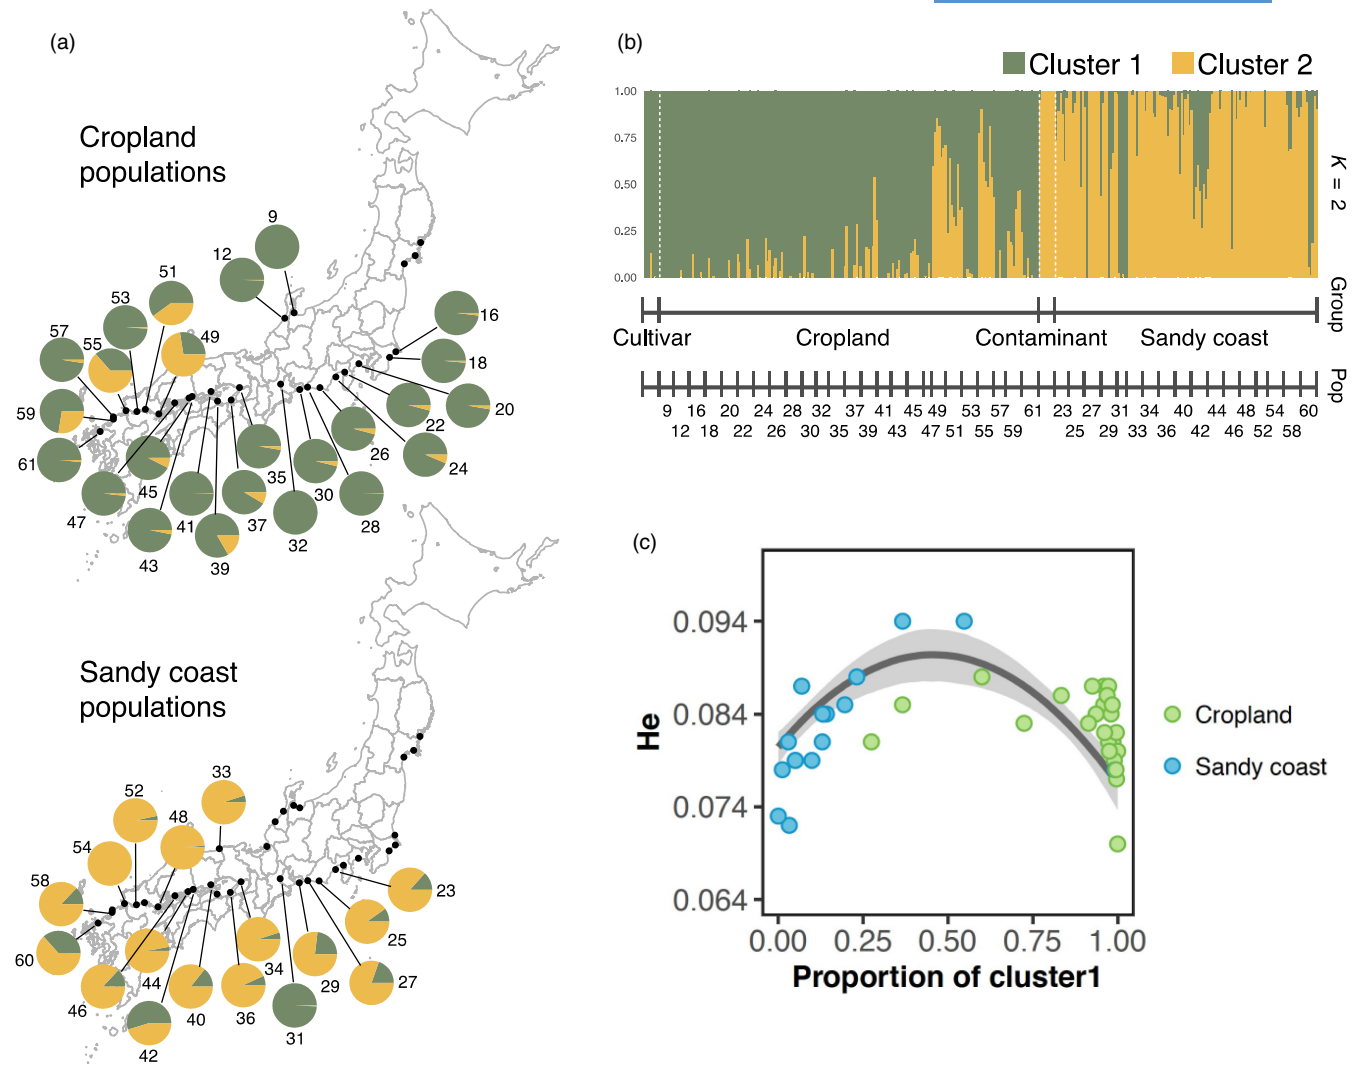 (a)
Cropland
populations
9
12
51
53
57
55
49
16
18
59
20
22
26
24
61
35
30
45
28
47
41
37
32
43
39
Sandy coast
populations
33
52
48
54
58
23
25
60
34
29
27
44
46
40
36
31
42
(b)
Cluster 1 Cluster 2
1.00
0.75
0.50
0.25
0.00
K = 2
Group
Cultivar Cropland Contaminant Sandy coast
Pop
9 16 20 24 28 32 37 41 45 49 53 57 61 23 27 31 34 40 44 48 54 60
12 18 22 26 30 35 39 43 47 51 55 59 25 29 33 36 42 46 52 58
(c)
He
0.094
0.084
0.074
0.064
0.00 0.25 0.50 0.75 1.00
Proportion of cluster1
Cropland
Sandy coast